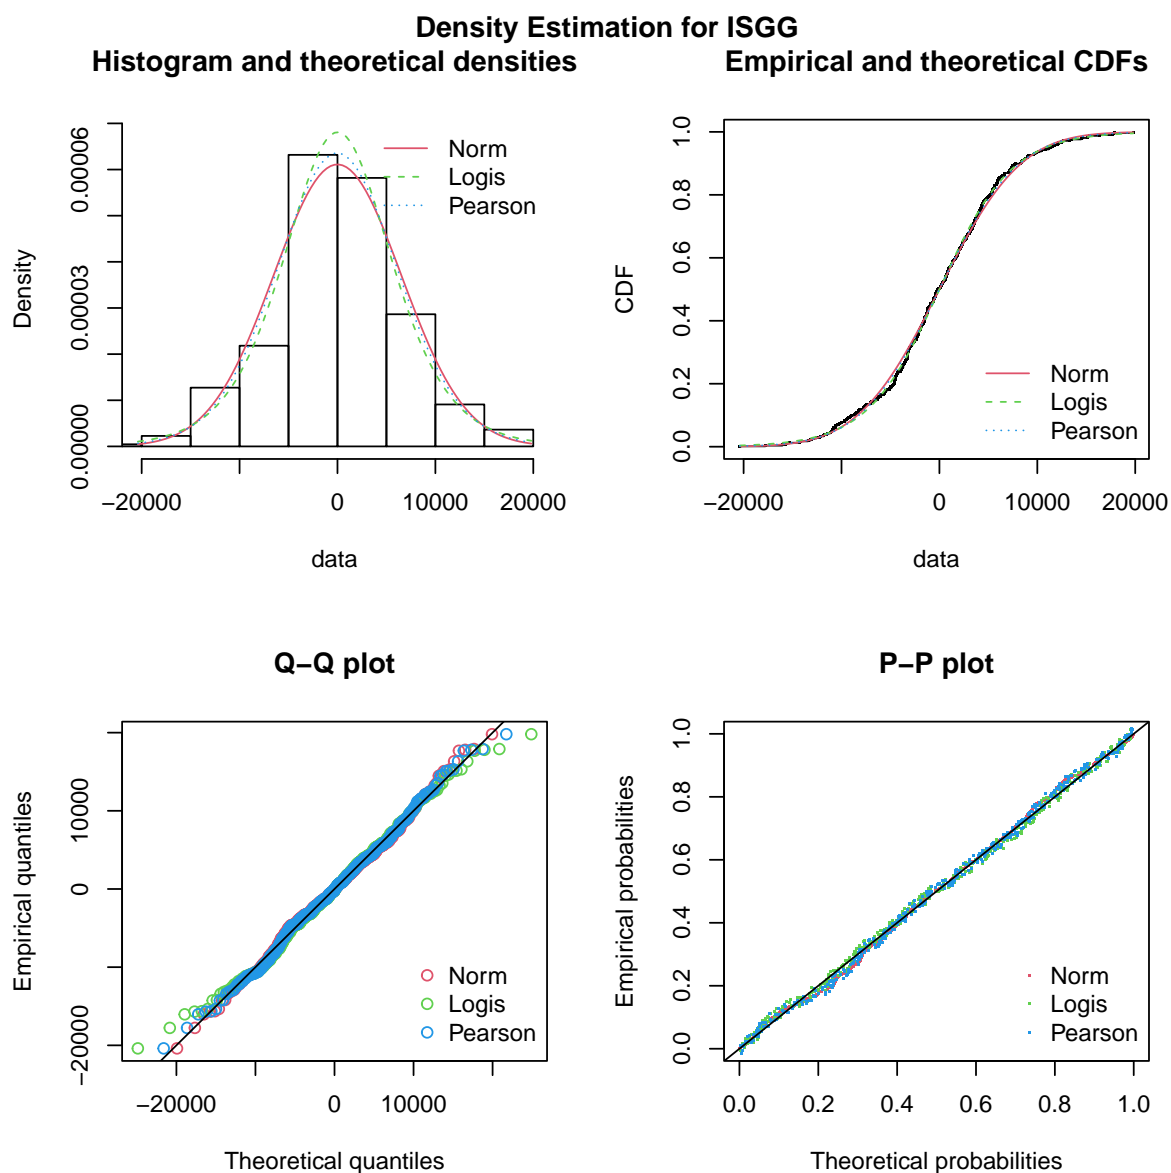 Density Estimation for ISGG
Histogram and theoretical densities
Density
0.00000 0.00003 0.00006
Norm
Logis
Pearson
−20000 0 10000 20000
data
Empirical and theoretical CDFs
CDF
0.0 0.2 0.4 0.6 0.8 1.0
Norm
Logis
Pearson
−20000 0 10000 20000
data
Q−Q plot
Empirical quantiles
−20000 0 10000
Norm
Logis
Pearson
−20000 0 10000
Theoretical quantiles
P−P plot
Empirical probabilities
0.0 0.2 0.4 0.6 0.8 1.0
Norm
Logis
Pearson
0.0 0.2 0.4 0.6 0.8 1.0
Theoretical probabilities